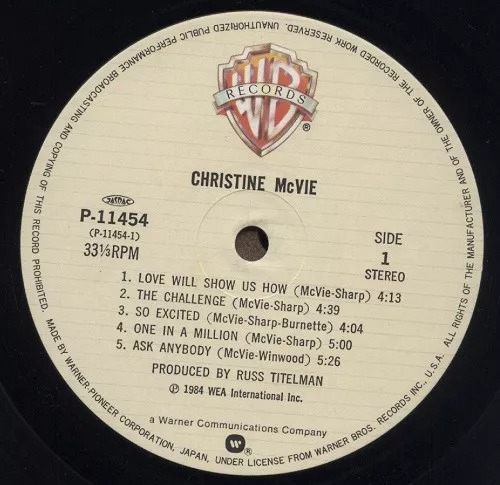 UNAUTHORIZED PUBLIC PERFORMANCE BROADCASTING AND COPYING OF THIS RECORD PROHIBITED.
ALL RIGHTS OF THE MANUFACTURER AND OF THE OWNER OF THE RECORDED WORK RESERVED.
WB
RECORDS
®
CHRISTINE McVIE
JASRAC
P-11454
(P-11454-1)
33⅓RPM
SIDE
1
STEREO
1. LOVE WILL SHOW US HOW (McVie-Sharp) 4:13
2. THE CHALLENGE (McVie-Sharp) 4:39
3. SO EXCITED (McVie-Sharp-Burnette) 4:04
4. ONE IN A MILLION (McVie-Sharp) 5:00
5. ASK ANYBODY (McVie-Winwood) 5:26
PRODUCED BY RUSS TITELMAN
℗ 1984 WEA International Inc.
a Warner Communications Company
®
MADE BY WARNER-PIONEER CORPORATION, JAPAN, UNDER LICENSE FROM WARNER BROS. RECORDS INC., U.S.A.